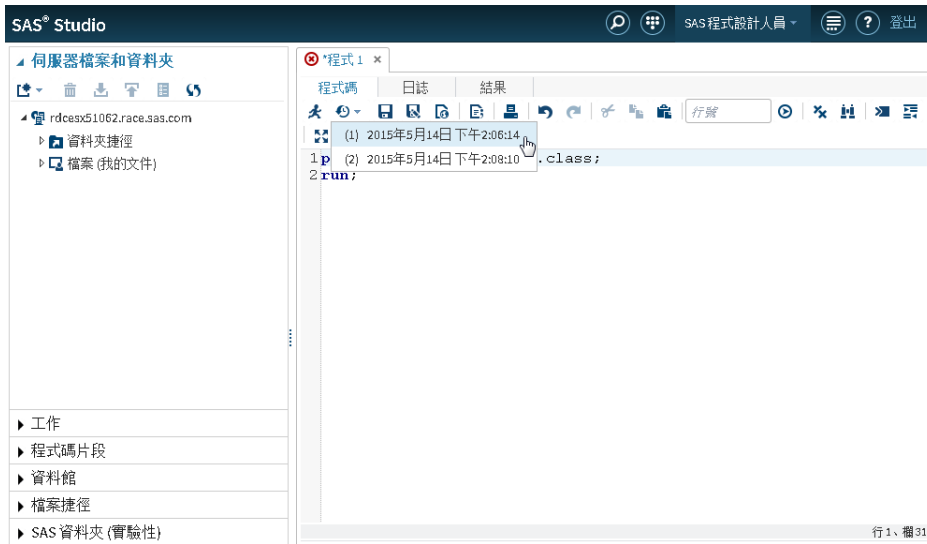 SAS® Studio
SAS 程式設計人員
登出
伺服器檔案和資料夾
rdcesx51062.race.sas.com
資料夾捷徑
檔案 (我的文件)
工作
程式碼片段
資料館
檔案捷徑
SAS 資料夾 (實驗性)
*程式 1
程式碼 日誌 結果
行號
(1) 2015年5月14日 下午2:06:14
(2) 2015年5月14日 下午2:08:10
1 p .class;
2 run;
行 1、欄 31